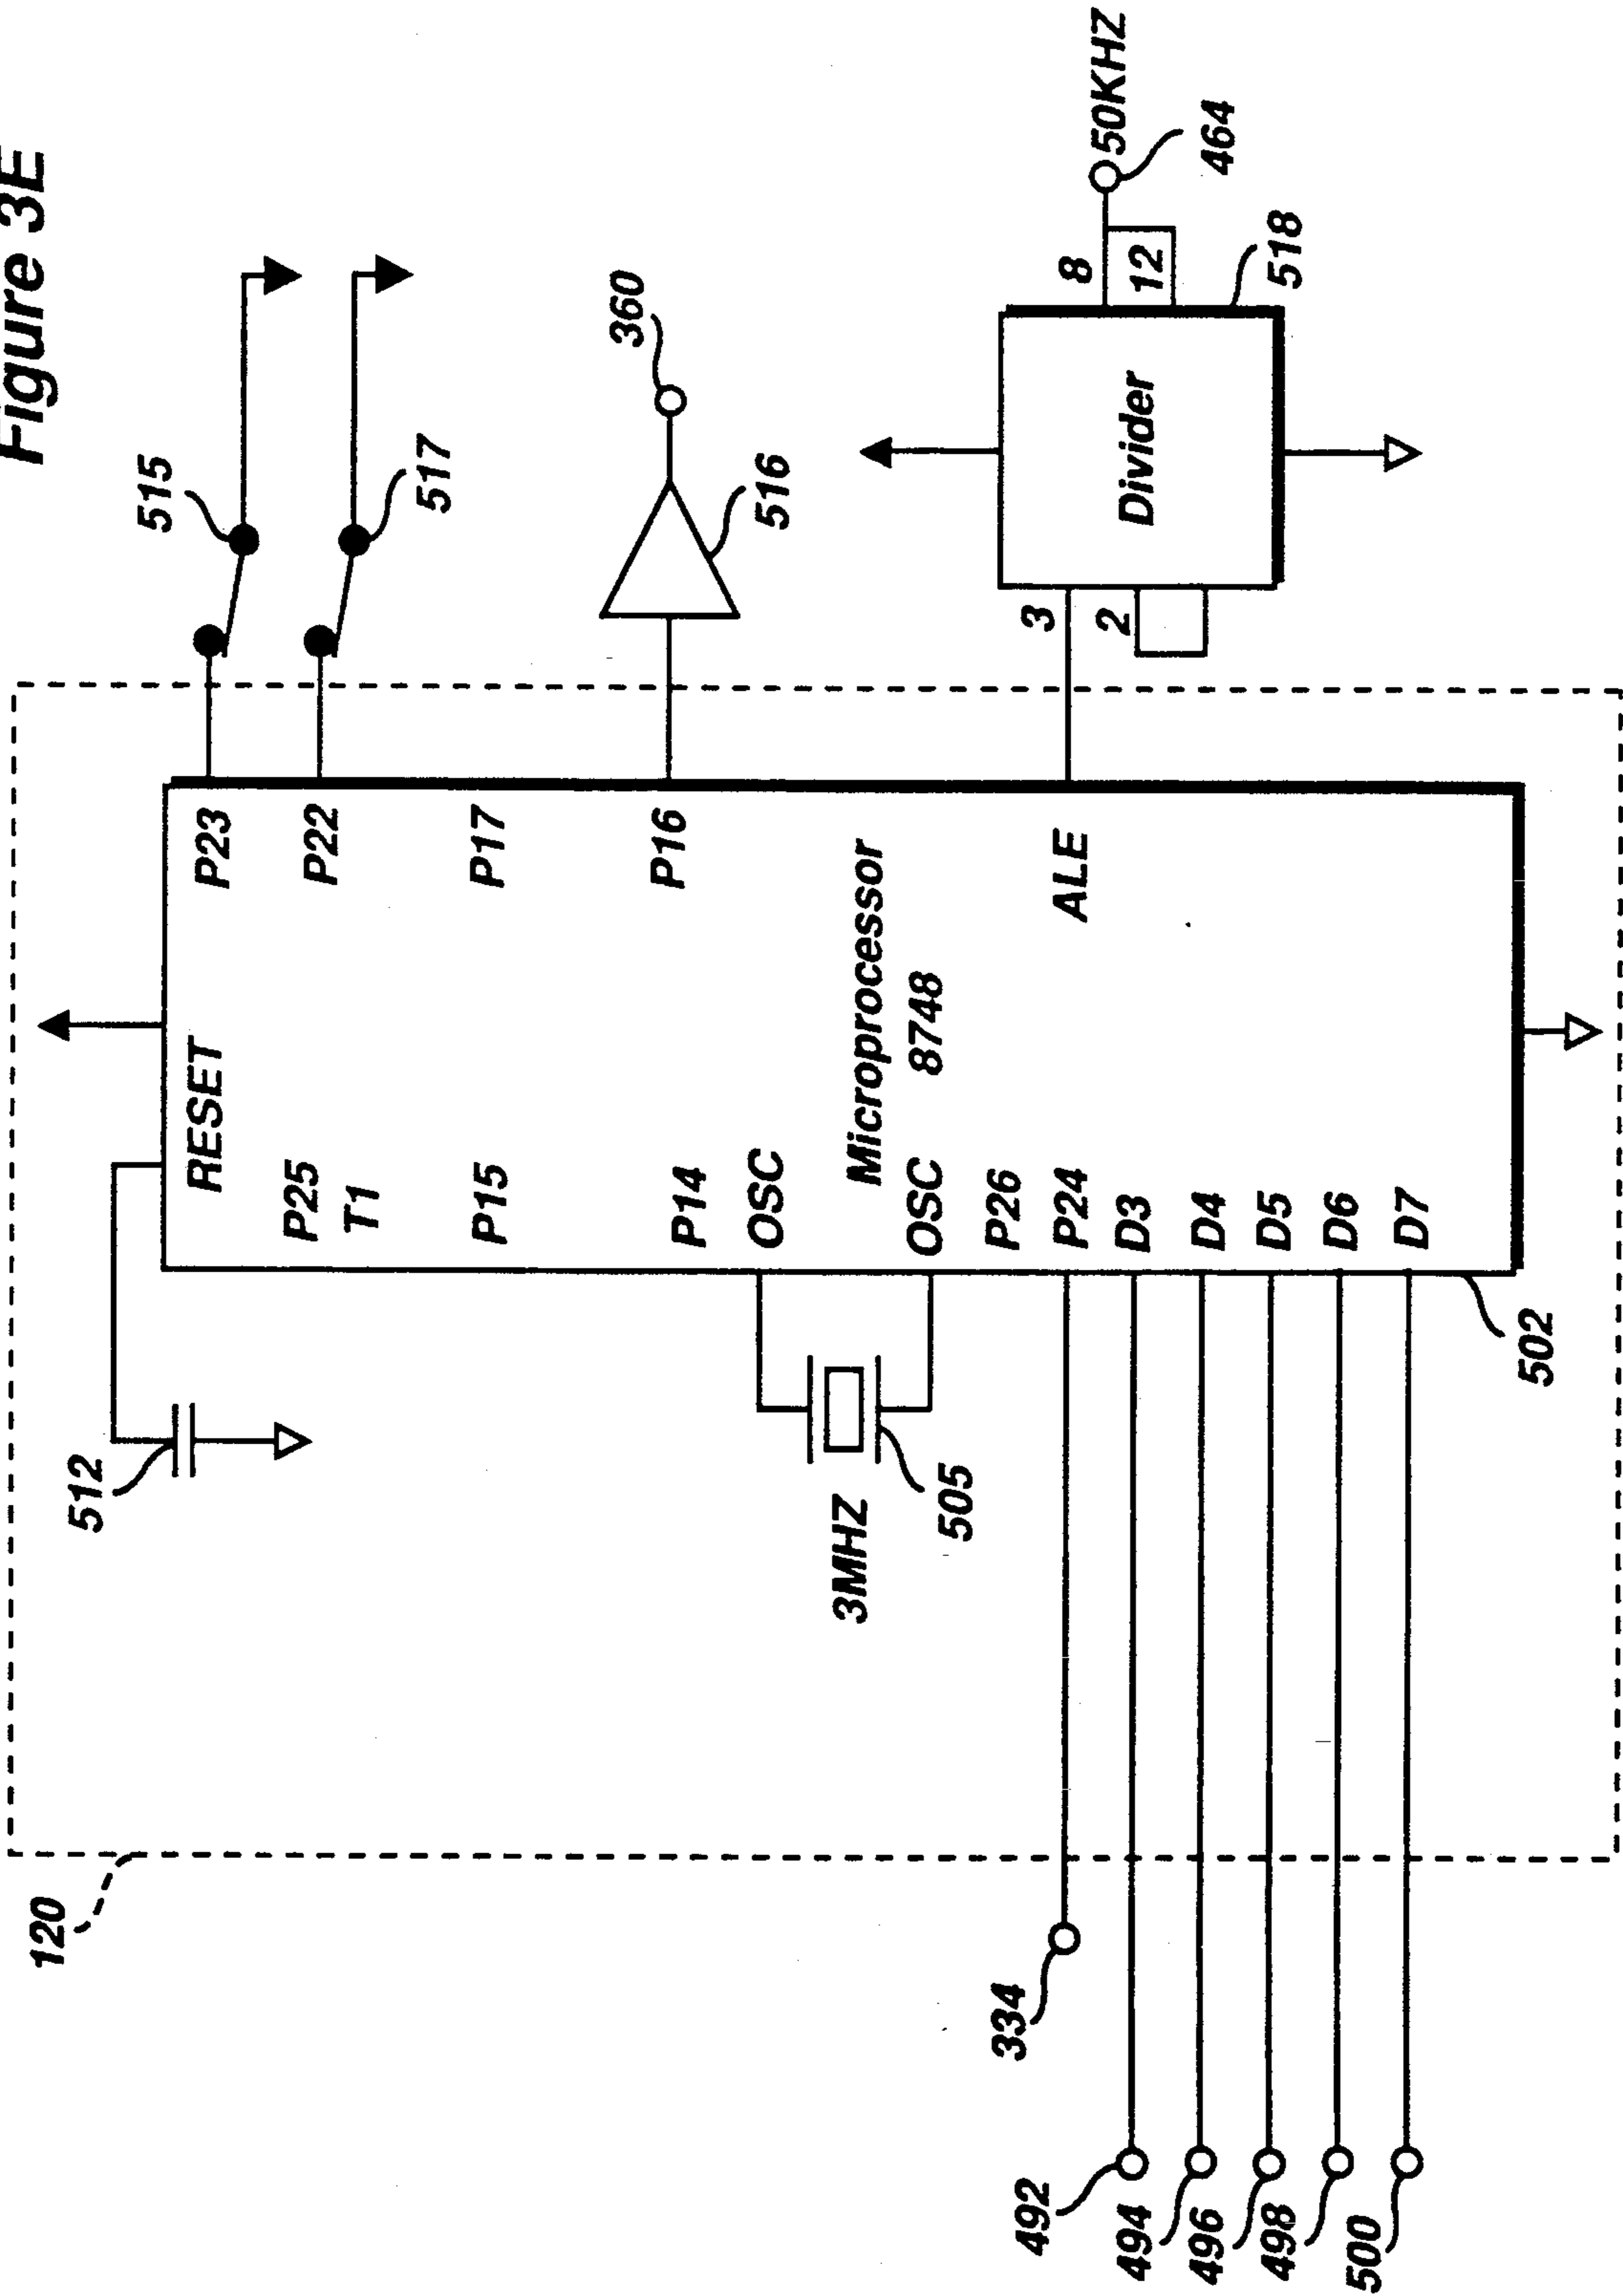 Figure 3E
120
512
RESET
P25
T1
P15
P14
OSC
3MHZ
505
OSC
P26
P24
D3
D4
D5
D6
D7
Microprocessor
8748
502
P23
P22
P17
P16
ALE
515
517
516
360
3
2
Divider
8
12
518
50KHZ
464
334
492
494
496
498
500